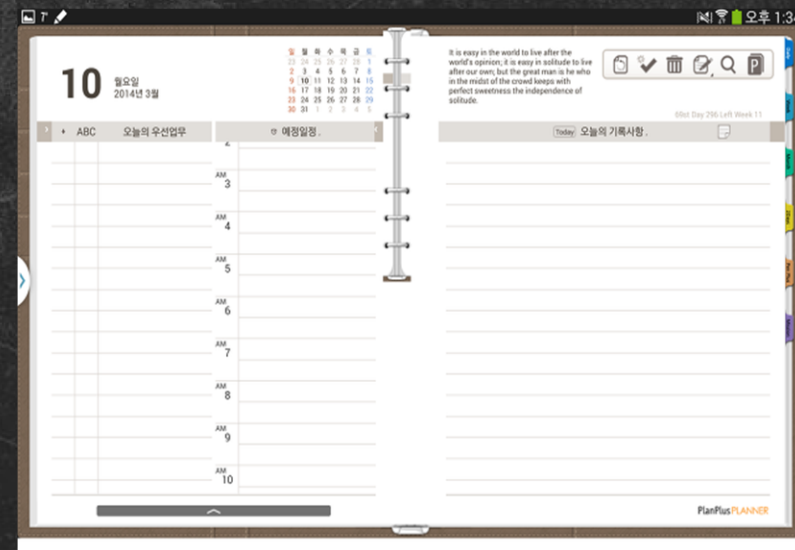 오후 1:34
10
월요일
2014년 3월
일 월 화 수 목 금 토
23 24 25 26 27 28 1
2 3 4 5 6 7 8
9 10 11 12 13 14 15
16 17 18 19 20 21 22
23 24 25 26 27 28 29
30 31 1 2 3 4 5
ABC 오늘의 우선업무
예정일정.
AM
3
AM
4
AM
5
AM
6
AM
7
AM
8
AM
9
AM
10
It is easy in the world to live after the
world's opinion; it is easy in solitude to live
after our own; but the great man is he who
in the midst of the crowd keeps with
perfect sweetness the independence of
solitude.
69st Day 296 Left Week 11
Today 오늘의 기록사항.
PlanPlus PLANNER